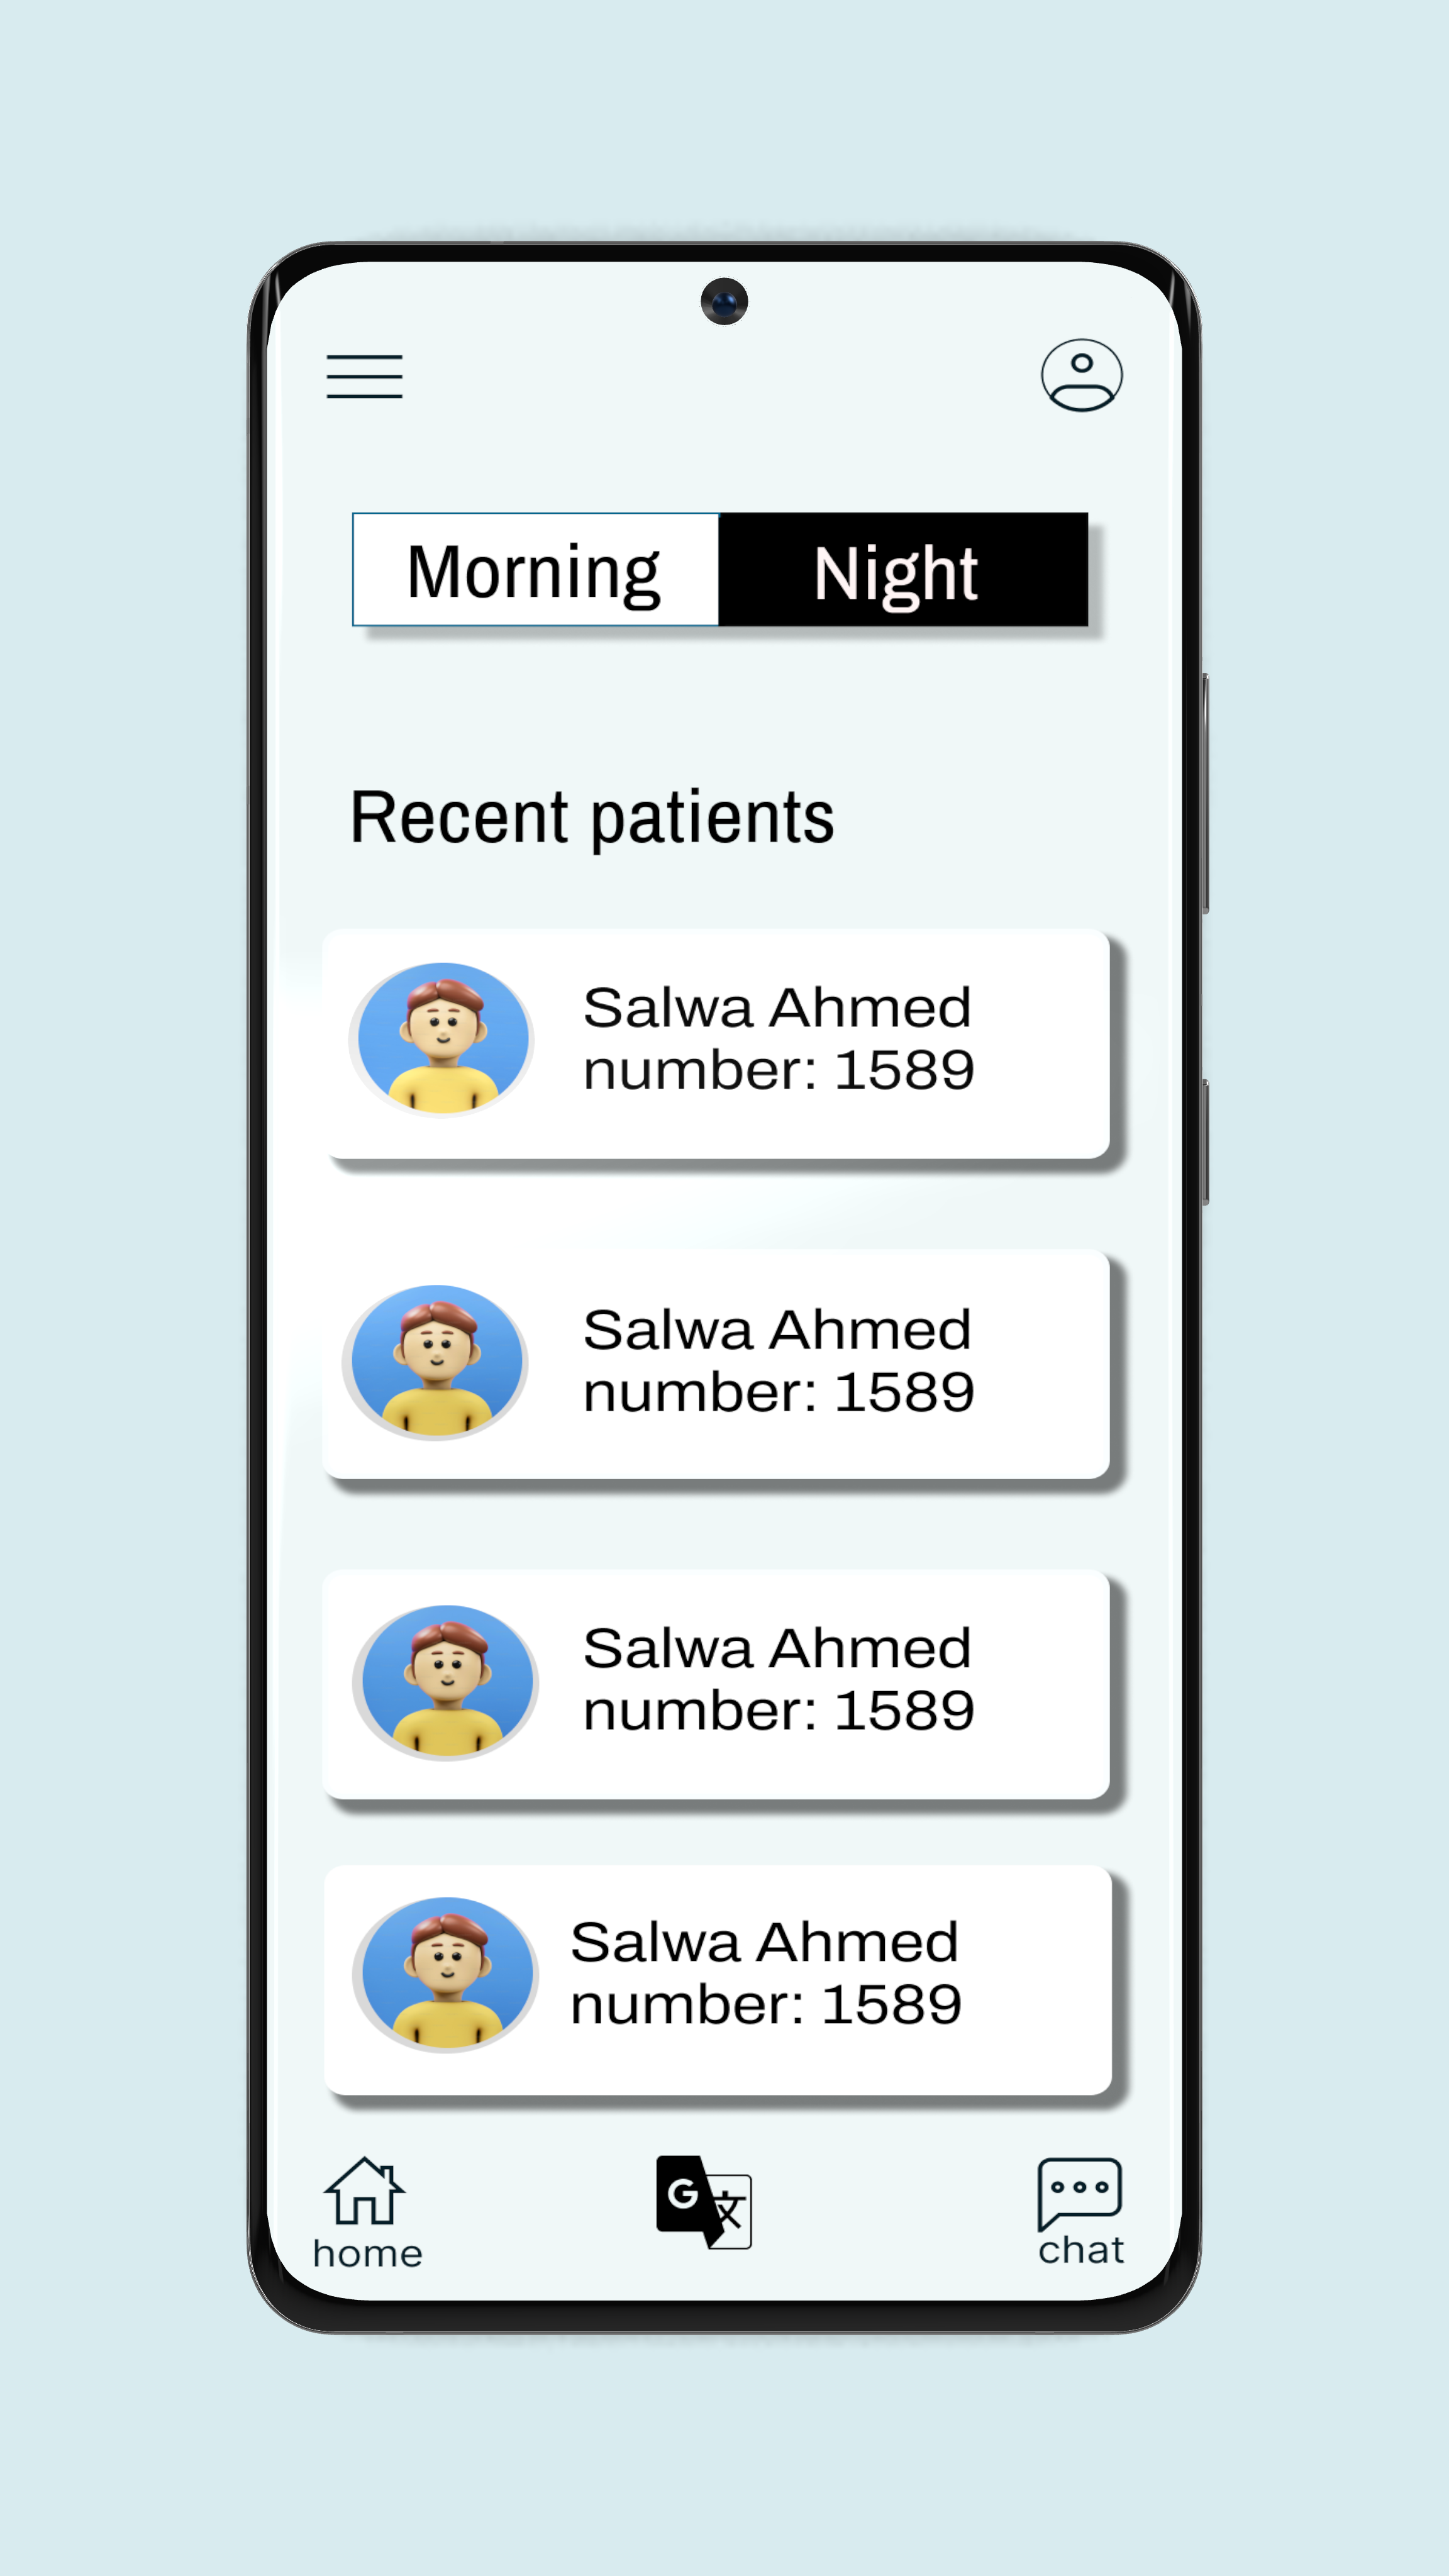 Morning
Night
Recent patients
Salwa Ahmed
number: 1589
Salwa Ahmed
number: 1589
Salwa Ahmed
number: 1589
Salwa Ahmed
number: 1589
G文
home
chat